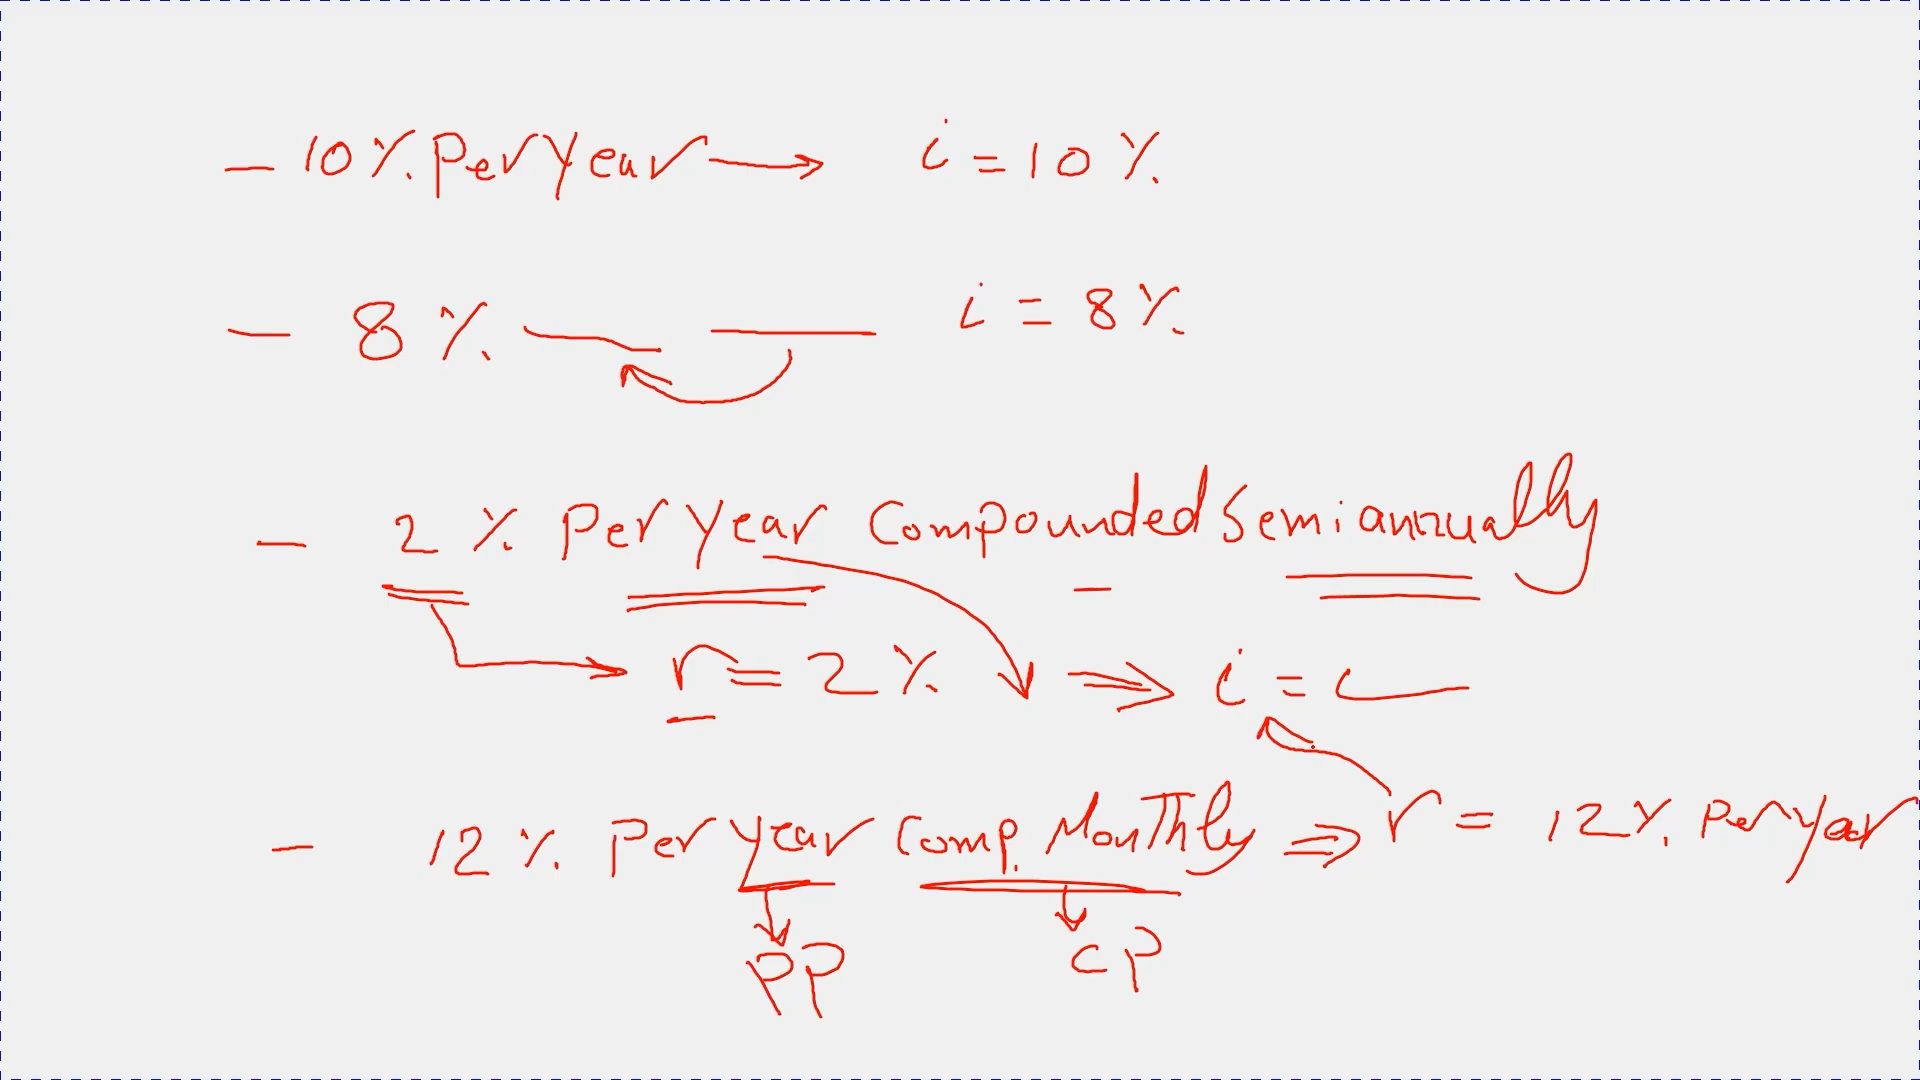 – 10% Per Year → i = 10%
– 8% i = 8%
– 2% Per Year Compounded Semiannually
r = 2% ⇒ i =
– 12% Per Year Comp. Monthly ⇒ r = 12% Per Year
PP CP